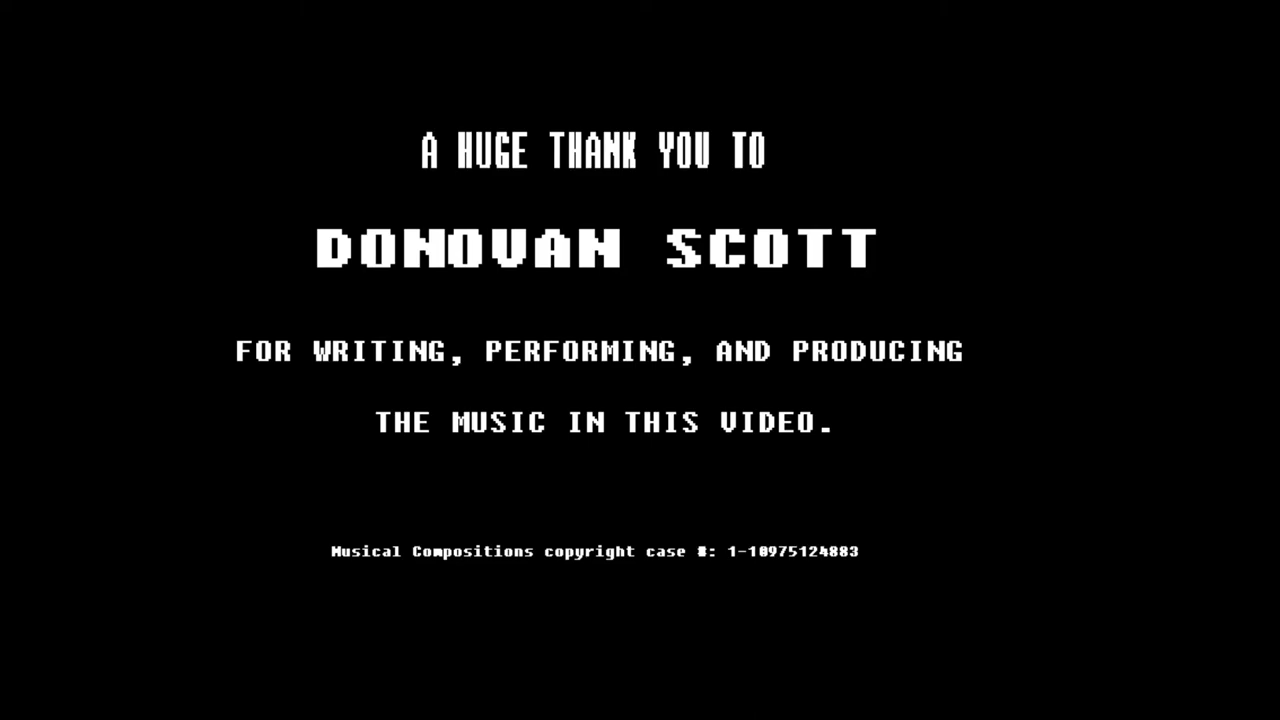 A HUGE THANK YOU TO
DONOVAN SCOTT
FOR WRITING, PERFORMING, AND PRODUCING
THE MUSIC IN THIS VIDEO.
Musical Compositions copyright case #: 1-10975124883